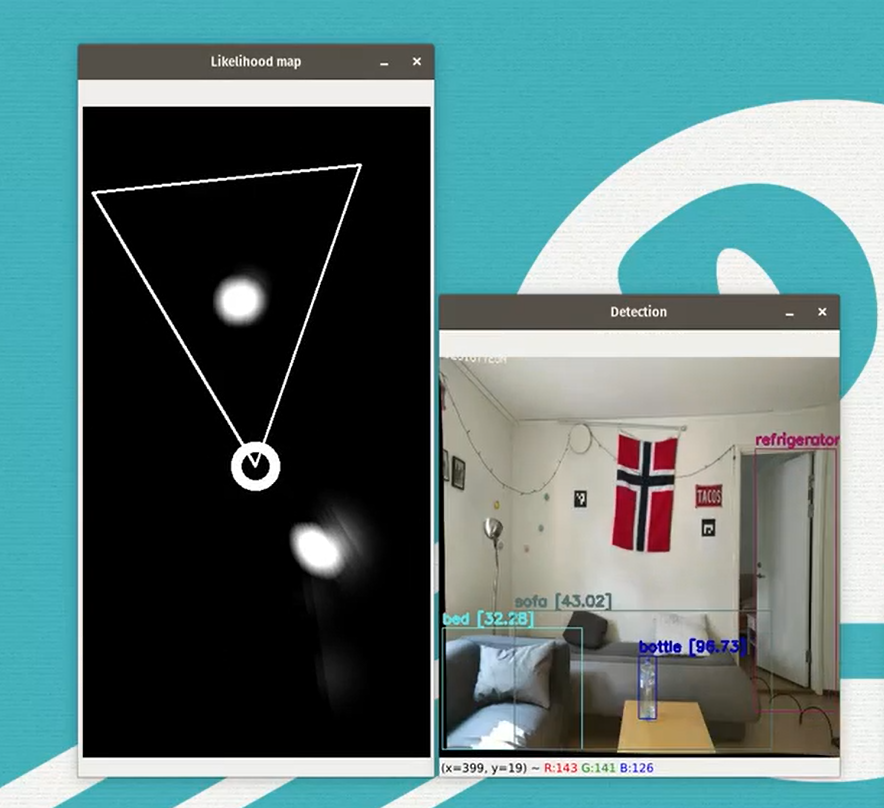 Likelihood map
Detection
refrigerator
TACOS
sofa [43.02]
bed [32.28]
bottle [96.73]
(x=399, y=19) ~ R:143 G:141 B:126